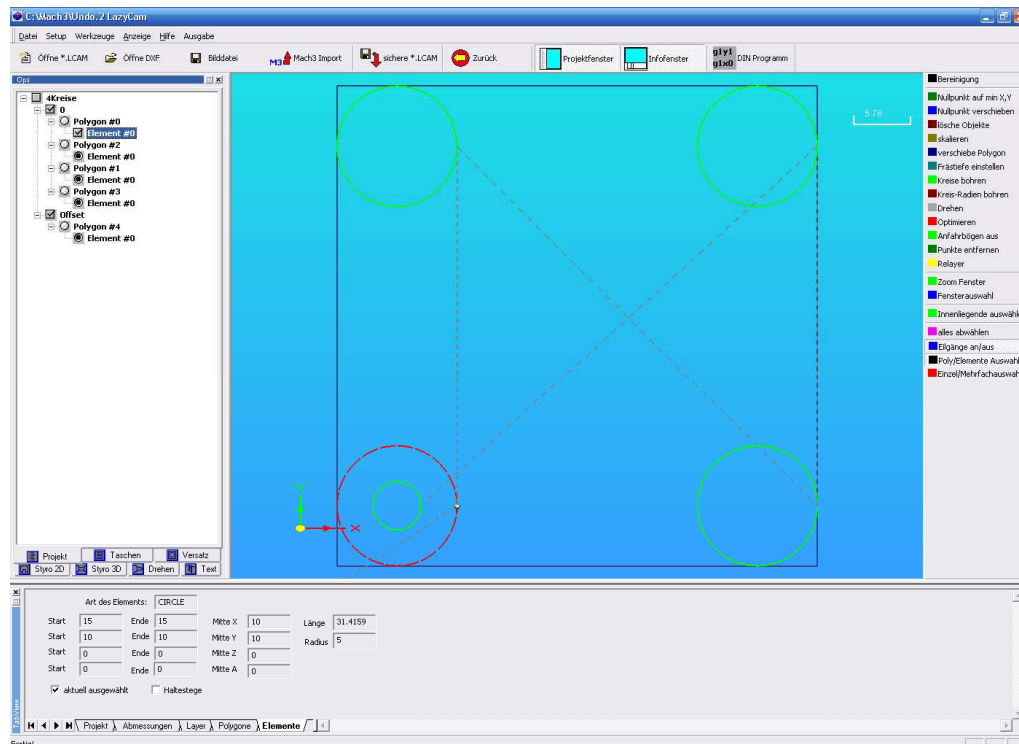 C:\Mach3\Undo.2 LazyCam
Datei Setup Werkzeuge Anzeige Hilfe Ausgabe
Öffne *.LCAM Öffne DXF Bilddatei M3 Mach3 Import sichere *.LCAM Zurück Projektfenster Infofenster g1y1 g1x0 DIN Programm
Ops
4Kreise
0
Polygon #0
Element #0
Polygon #2
Element #0
Polygon #1
Element #0
Polygon #3
Element #0
Offset
Polygon #4
Element #0
Projekt Taschen Versatz
Styro 2D Styro 3D Drehen Text
5.76
Y
X
Bereinigung
Nullpunkt auf min X,Y
Nullpunkt verschieben
lösche Objekte
skalieren
verschiebe Polygon
Frästiefe einstellen
Kreise bohren
Kreis-Radien bohren
Drehen
Optimieren
Anfahrbögen aus
Punkte entfernen
Relayer
Zoom Fenster
Fensterauswahl
Innenliegende auswähl
alles abwählen
Eilgänge an/aus
Poly/Elemente Auswahl
Einzel/Mehrfachauswah
Art des Elements: CIRCLE
Start 15 Ende 15 Mitte X 10 Länge 31.4159
Start 10 Ende 10 Mitte Y 10 Radius 5
Start 0 Ende 0 Mitte Z 0
Start 0 Ende 0 Mitte A 0
aktuell ausgewählt Haltestege
TabView
Projekt Abmessungen Layer Polygone Elemente